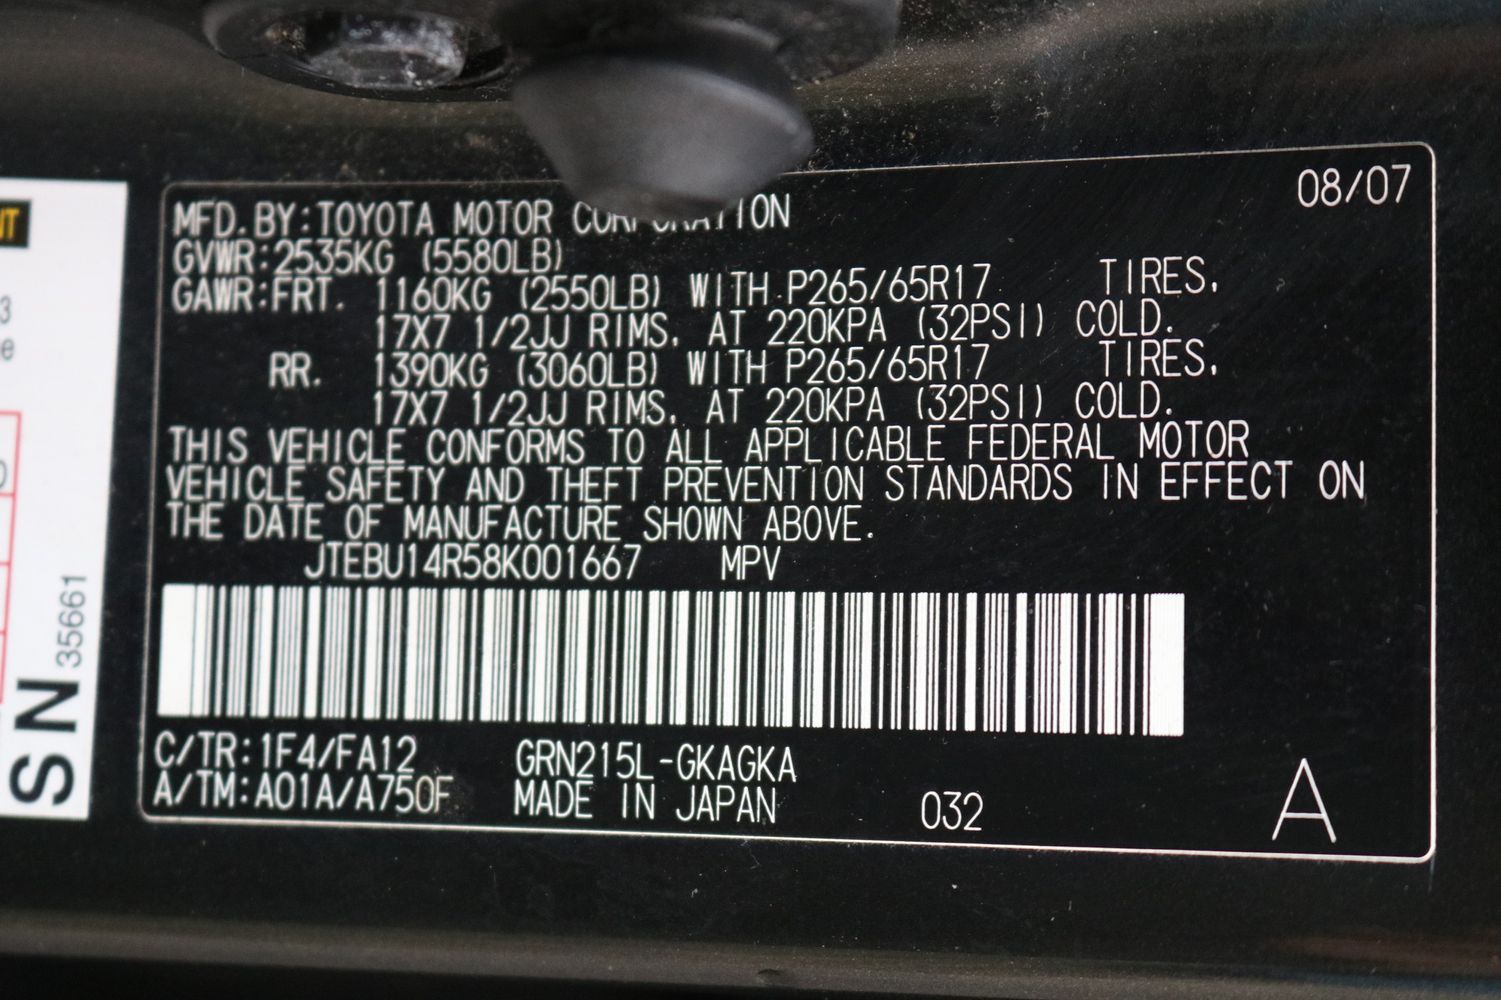 08/07
MFD. BY: TOYOTA MOTOR CORPORATION
GVWR: 2535KG (5580LB)
GAWR: FRT. 1160KG (2550LB) WITH P265/65R17 TIRES,
17X7 1/2JJ RIMS, AT 220KPA (32PSI) COLD.
RR. 1390KG (3060LB) WITH P265/65R17 TIRES,
17X7 1/2JJ RIMS, AT 220KPA (32PSI) COLD.
THIS VEHICLE CONFORMS TO ALL APPLICABLE FEDERAL MOTOR
VEHICLE SAFETY AND THEFT PREVENTION STANDARDS IN EFFECT ON
THE DATE OF MANUFACTURE SHOWN ABOVE.
JTEBU14R58K001667 MPV
C/TR: 1F4/FA12 GRN215L-GKAGKA
A/TM: A01A/A750F MADE IN JAPAN 032 A
SN 35661